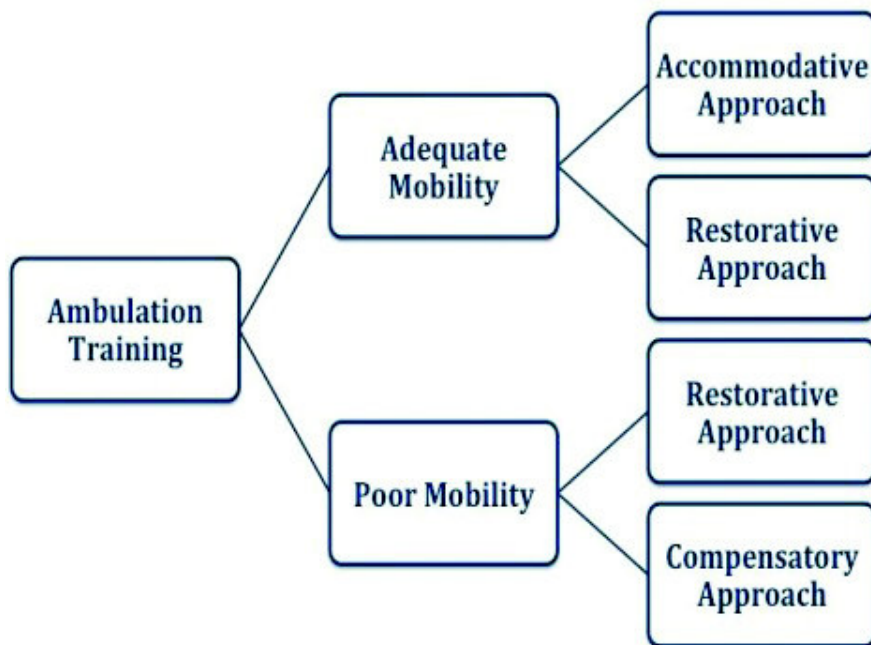 Ambulation
Training
Adequate
Mobility
Accommodative
Approach
Restorative
Approach
Poor Mobility
Restorative
Approach
Compensatory
Approach